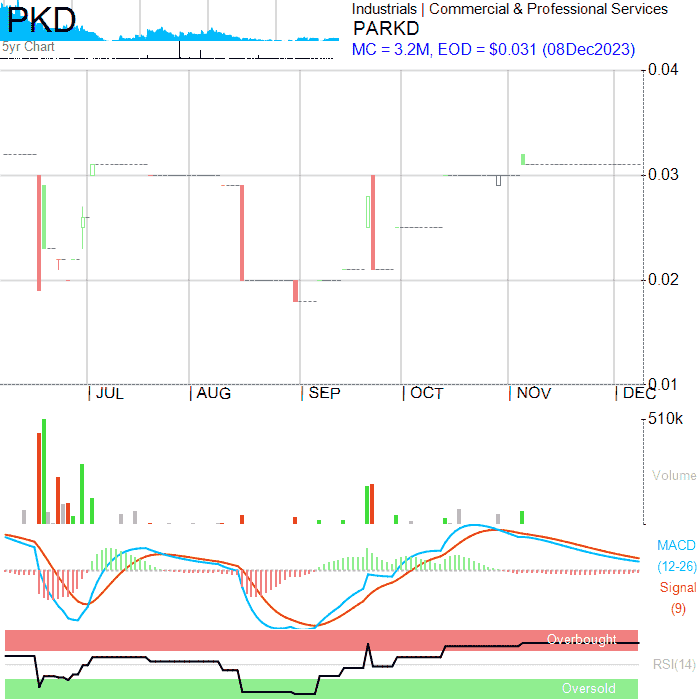 PKD
5yr Chart
Industrials | Commercial & Professional Services
PARKD
MC = 3.2M, EOD = $0.031 (08Dec2023)
0.04
0.03
0.02
0.01
JUL AUG SEP OCT NOV DEC
510k
Volume
MACD
(12-26)
Signal
(9)
Overbought
RSI(14)
Oversold